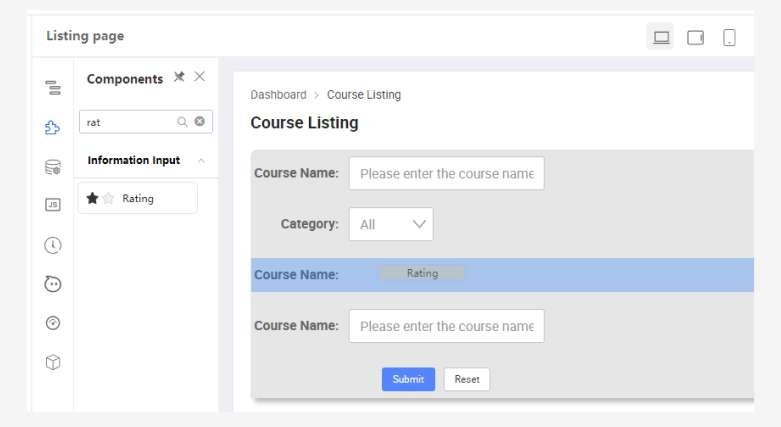 Listing page
Components
rat
Information Input
Rating
JS
Dashboard > Course Listing
Course Listing
Course Name: Please enter the course name
Category: All
Course Name: Rating
Course Name: Please enter the course name
Submit Reset